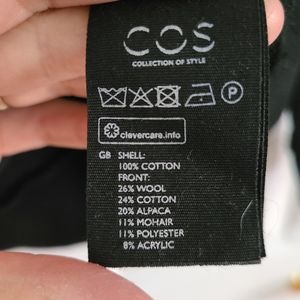 COS
COLLECTION OF STYLE
P
clevercare.info
GB SHELL:
100% COTTON
FRONT:
26% WOOL
24% COTTON
20% ALPACA
11% MOHAIR
11% POLYESTER
8% ACRYLIC